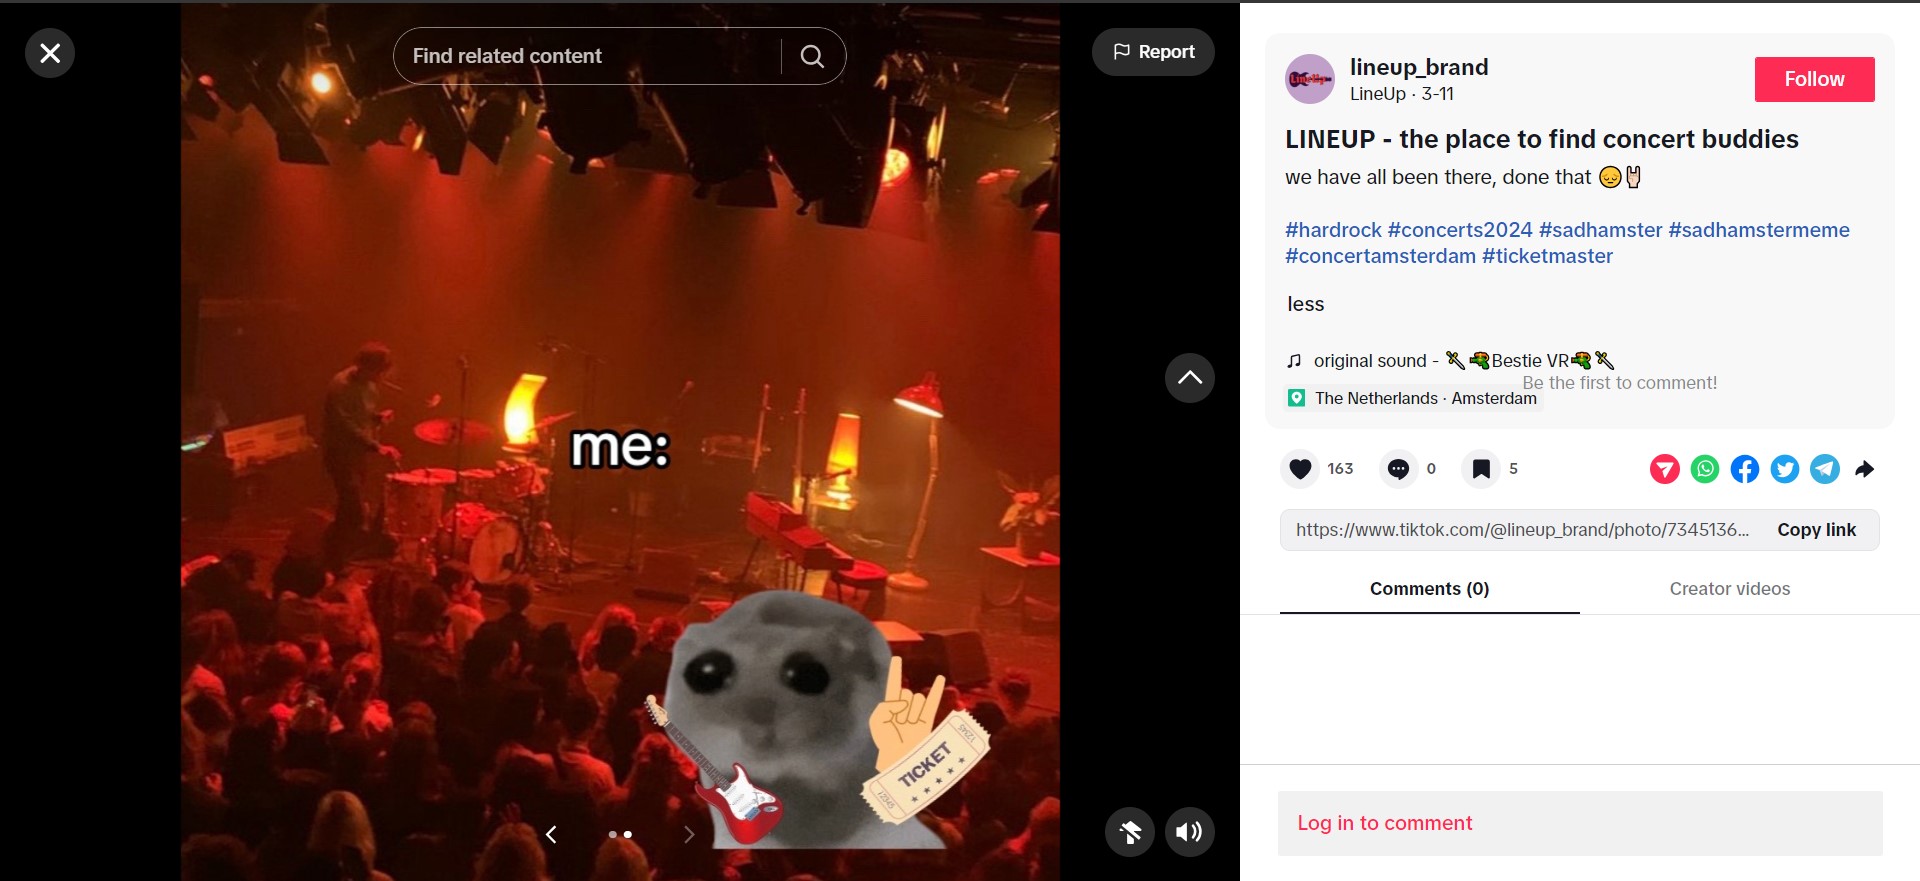 Find related content
Report
me:
TICKET
12345
12345
LineUp
lineup_brand
LineUp · 3-11
Follow
LINEUP - the place to find concert buddies
we have all been there, done that 😔🤘🏻
#hardrock #concerts2024 #sadhamster #sadhamstermeme
#concertamsterdam #ticketmaster
less
original sound - 🗡️🔫Bestie VR🔫🗡️
Be the first to comment!
The Netherlands · Amsterdam
163
0
5
https://www.tiktok.com/@lineup_brand/photo/7345136...
Copy link
Comments (0)
Creator videos
Log in to comment